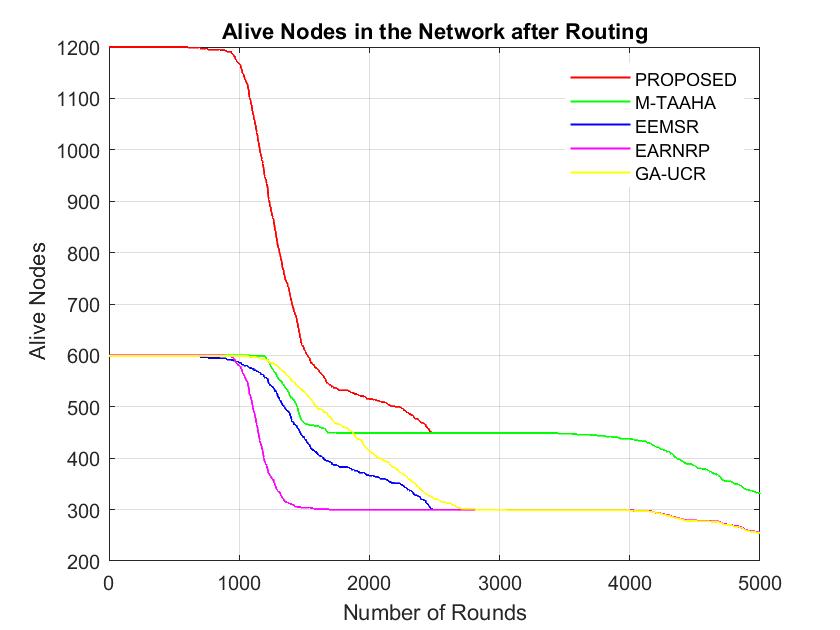 Alive Nodes in the Network after Routing
1200
1100
1000
900
800
700
600
500
400
300
200
Alive Nodes
PROPOSED
M-TAAHA
EEMSR
EARNRP
GA-UCR
0 1000 2000 3000 4000 5000
Number of Rounds